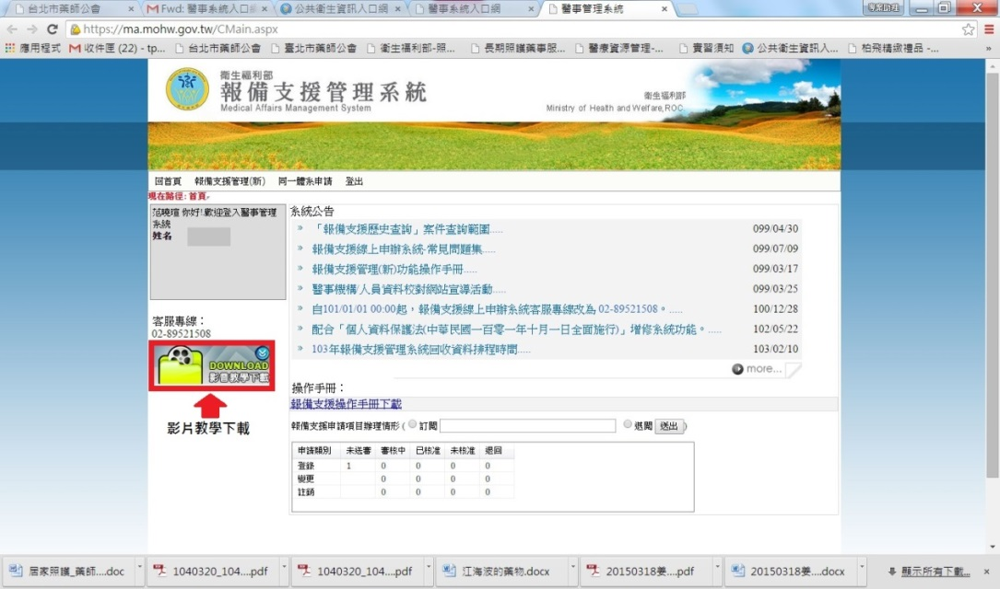 台北市藥師公會
Fwd: 醫事系統入口
公共衛生資訊入口網
醫事系統入口網
醫事管理系統
https://ma.mohw.gov.tw/CMain.aspx
應用程式 收件匣 (22) - tp... 台北市藥師公會 臺北市藥師公會 衛生福利部-照... 長期照護藥事服... 醫療資源管理-... 實習須知 公共衛生資訊入... 柏飛精緻禮品 -... »
衛生福利部
報備支援管理系統
Medical Affairs Management System
衛生福利部
Ministry of Health and Welfare,ROC.
回首頁 報備支援管理(新) 同一體系申請 登出
現在路徑: 首頁。
范曉瑄 你好!歡迎登入醫事管理系統
姓名
客服專線：
02-89521508
DOWNLOAD
影音教學下載
影片教學下載
系統公告
» 「報備支援歷史查詢」案件查詢範圍..... 099/04/30
» 報備支援線上申辦系統-常見問題集..... 099/07/09
» 報備支援管理(新)功能操作手冊..... 099/03/17
» 醫事機構/人員資料校對網站宣導活動..... 099/03/25
» 自101/01/01 00:00起，報備支援線上申辦系統客服專線改為 02-89521508。..... 100/12/28
» 配合「個人資料保護法(中華民國一百零一年十月一日全面施行)」增修系統功能。..... 102/05/22
» 103年報備支援管理系統回收資料排程時間..... 103/02/10
more...
操作手冊：
報備支援操作手冊下載
報備支援申請項目辦理情形 ( 訂閱 退閱 送出 )
申請類別 未送審 審核中 已核准 未核准 退回
登錄 1 0 0 0 0
變更 0 0 0 0
註銷 0 0 0 0
居家照護_藥師....doc
1040320_104....pdf
1040320_104....pdf
江海波的藥物.docx
20150318姜....pdf
20150318姜....docx
顯示所有下載...